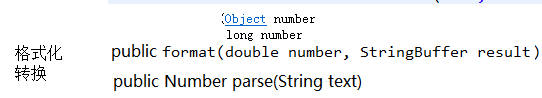 (Object number
long number
格式化
转换
public format(double number, StringBuffer result)
public Number parse(String text)